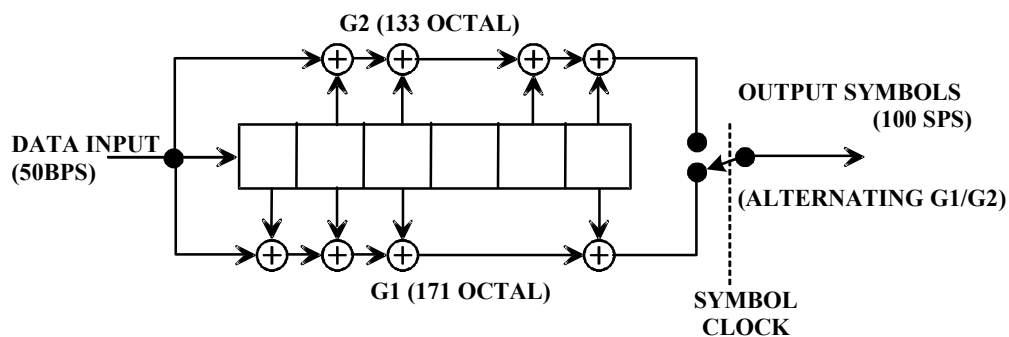 G2 (133 OCTAL)
OUTPUT SYMBOLS
(100 SPS)
DATA INPUT
(50BPS)
(ALTERNATING G1/G2)
G1 (171 OCTAL)
SYMBOL
CLOCK